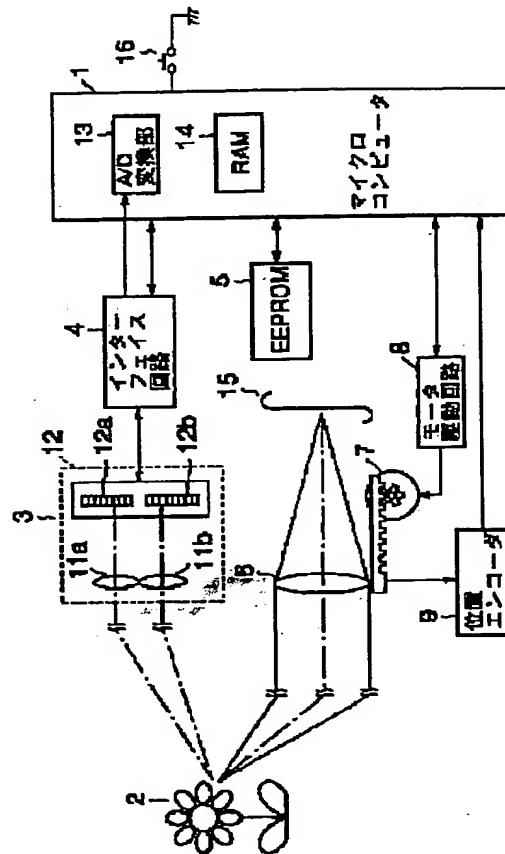 1
13
A/D
変換部
14
RAM
マイクロ
コンピュータ
16
4
インター
フェイス
回路
5
EEPROM
8
モータ
駆動回路
15
7
12
12a
12b
3
11a
11b
6
9
位置
エンコーダ
2